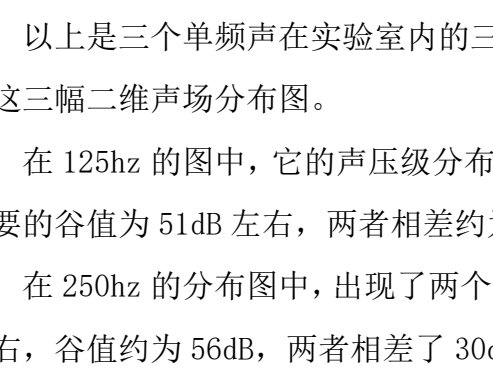 以上是三个单频声在实验室内的三
这三幅二维声场分布图。
在 125hz 的图中，它的声压级分布
要的谷值为 51dB 左右，两者相差约为
在 250hz 的分布图中，出现了两个
右，谷值约为 56dB，两者相差了 30d